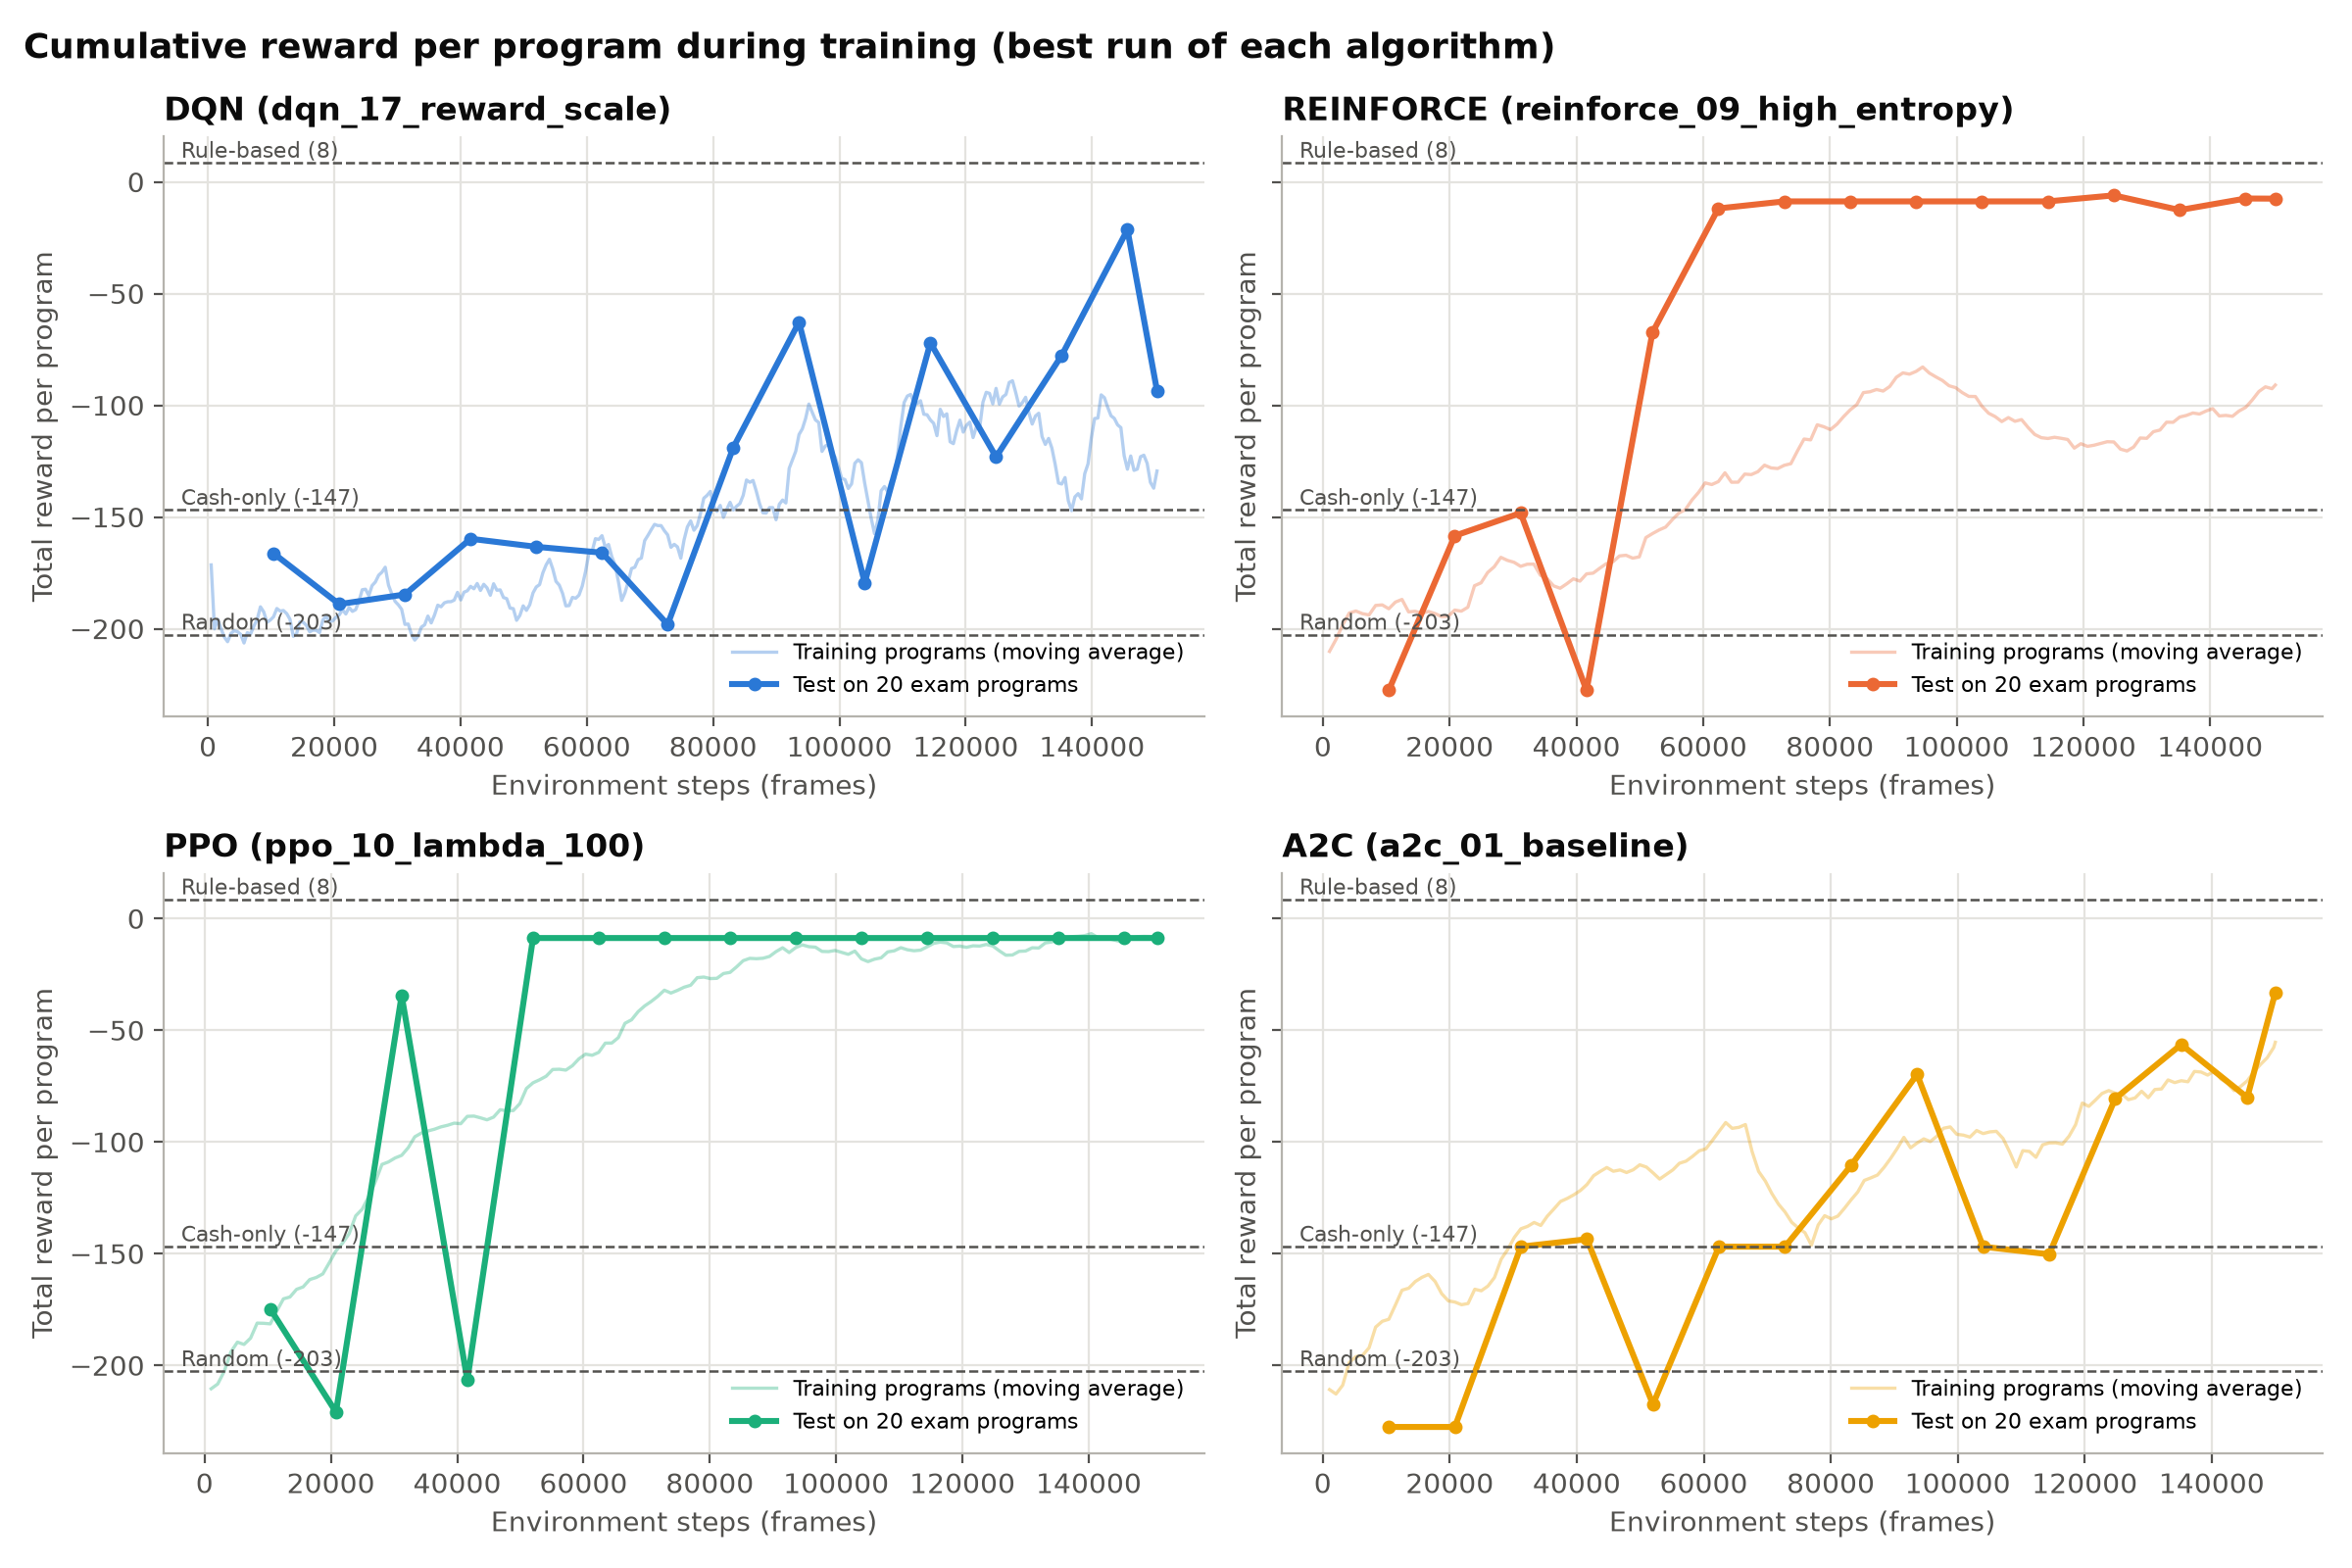 Cumulative reward per program during training (best run of each algorithm)
DQN (dqn_17_reward_scale)
Total reward per program
0
−50
−100
−150
−200
Rule-based (8)
Cash-only (-147)
Random (-203)
Training programs (moving average)
Test on 20 exam programs
0 20000 40000 60000 80000 100000 120000 140000
Environment steps (frames)
REINFORCE (reinforce_09_high_entropy)
Total reward per program
Rule-based (8)
Cash-only (-147)
Random (-203)
Training programs (moving average)
Test on 20 exam programs
0 20000 40000 60000 80000 100000 120000 140000
Environment steps (frames)
PPO (ppo_10_lambda_100)
Total reward per program
0
−50
−100
−150
−200
Rule-based (8)
Cash-only (-147)
Random (-203)
Training programs (moving average)
Test on 20 exam programs
0 20000 40000 60000 80000 100000 120000 140000
Environment steps (frames)
A2C (a2c_01_baseline)
Total reward per program
Rule-based (8)
Cash-only (-147)
Random (-203)
Training programs (moving average)
Test on 20 exam programs
0 20000 40000 60000 80000 100000 120000 140000
Environment steps (frames)